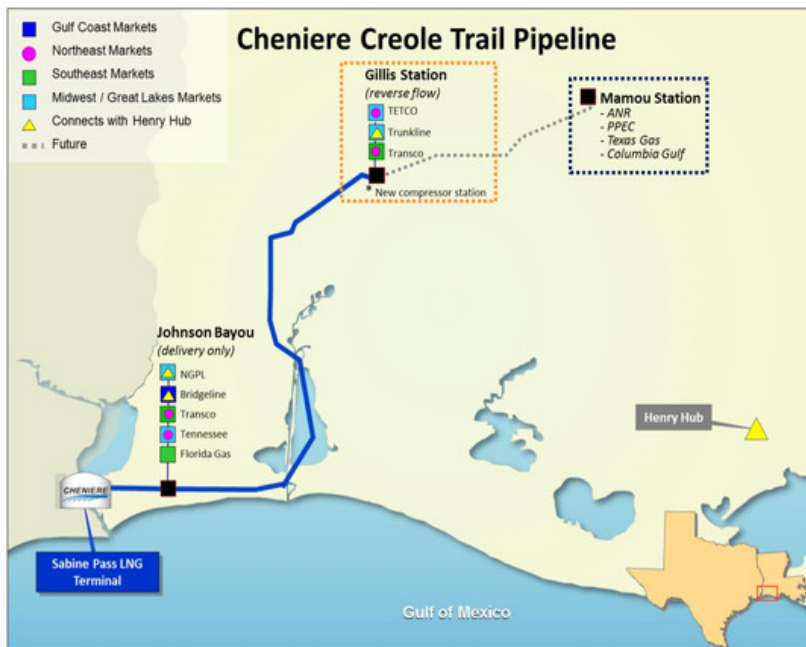 Cheniere Creole Trail Pipeline
Gulf Coast Markets
Northeast Markets
Southeast Markets
Midwest / Great Lakes Markets
Connects with Henry Hub
Future
Gillis Station
(reverse flow)
TETCO
Trunkline
Transco
* New compressor station
Mamou Station
- ANR
- PPEC
- Texas Gas
- Columbia Gulf
Johnson Bayou
(delivery only)
NGPL
Bridgeline
Transco
Tennessee
Florida Gas
Henry Hub
CHENIERE
Sabine Pass LNG
Terminal
Gulf of Mexico